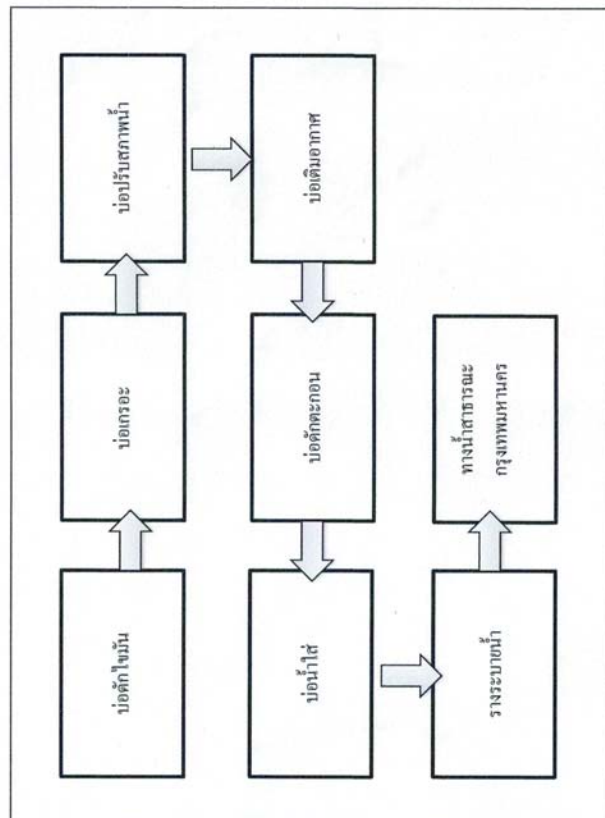 บ่อดักไขมัน
บ่อเกรอะ
บ่อปรับสภาพน้ำ
บ่อเติมอากาศ
บ่อดักตะกอน
บ่อน้ำใส่
รางระบายน้ำ
ทางน้ำสาธารณะ
กรุงเทพมหานคร